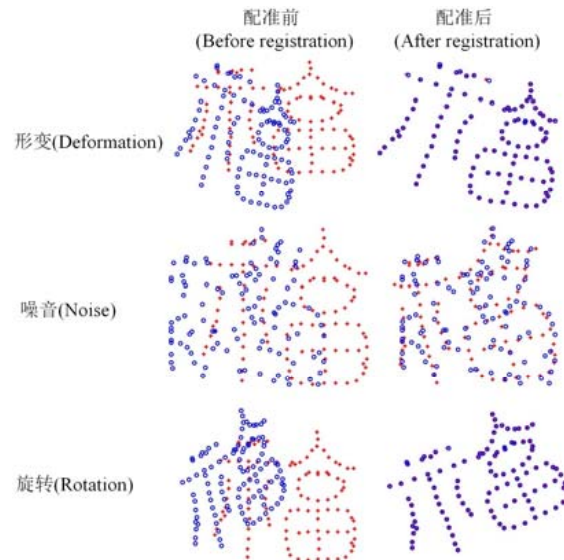 配准前
(Before registration)
配准后
(After registration)
形变(Deformation)
噪音(Noise)
旋转(Rotation)